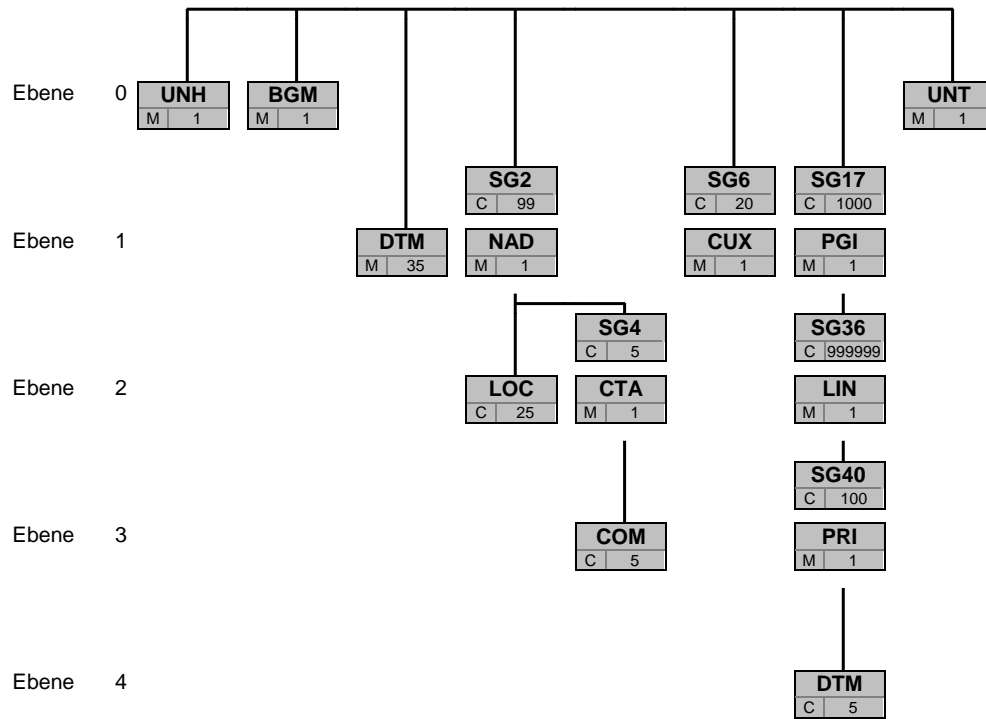 Ebene 0 UNH BGM UNT
M 1 M 1 M 1
SG2 SG6 SG17
C 99 C 20 C 1000
Ebene 1 DTM NAD CUX PGI
M 35 M 1 M 1 M 1
SG4 SG36
C 5 C 999999
Ebene 2 LOC CTA LIN
C 25 M 1 M 1
SG40
C 100
Ebene 3 COM PRI
C 5 M 1
Ebene 4 DTM
C 5